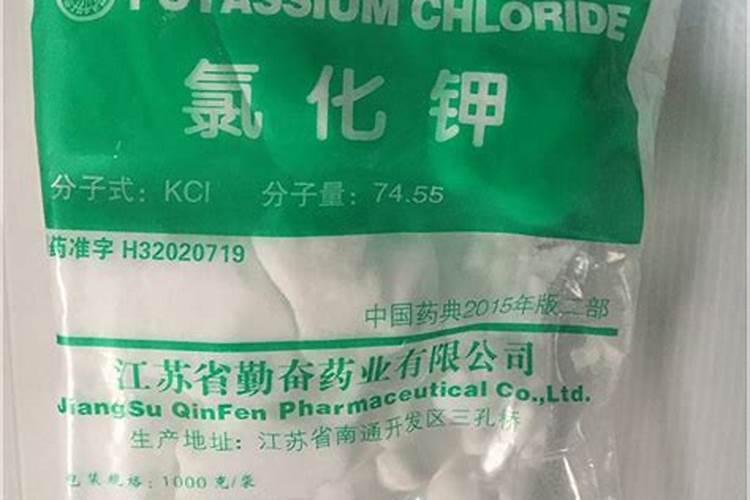 POTASSIUM CHLORIDE
氯化钾
分子式：KCl 分子量：74.55
药准字 H32020719
中国药典2015年版二部
江苏省勤奋药业有限公司
JiangSu QinFen Pharmaceutical Co.,Ltd.
生产地址：江苏省南通开发区三孔桥
包装规格：1000克/袋